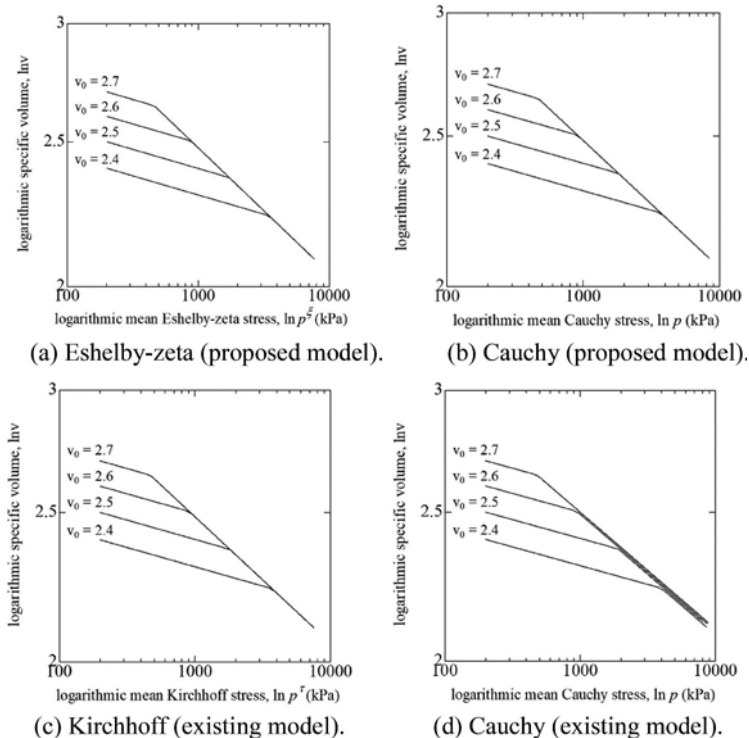 3
logarithmic specific volume, lnv
v₀ = 2.7
v₀ = 2.6
2.5
v₀ = 2.5
v₀ = 2.4
2
100
1000
10000
logarithmic mean Eshelby-zeta stress, ln p^ξ (kPa)
(a) Eshelby-zeta (proposed model).
3
logarithmic specific volume, lnv
v₀ = 2.7
v₀ = 2.6
2.5
v₀ = 2.5
v₀ = 2.4
2
100
1000
10000
logarithmic mean Cauchy stress, ln p (kPa)
(b) Cauchy (proposed model).
3
logarithmic specific volume, lnv
v₀ = 2.7
v₀ = 2.6
2.5
v₀ = 2.5
v₀ = 2.4
2
100
1000
10000
logarithmic mean Kirchhoff stress, ln p^τ (kPa)
(c) Kirchhoff (existing model).
3
logarithmic specific volume, lnv
v₀ = 2.7
v₀ = 2.6
2.5
v₀ = 2.5
v₀ = 2.4
2
100
1000
10000
logarithmic mean Cauchy stress, ln p (kPa)
(d) Cauchy (existing model).